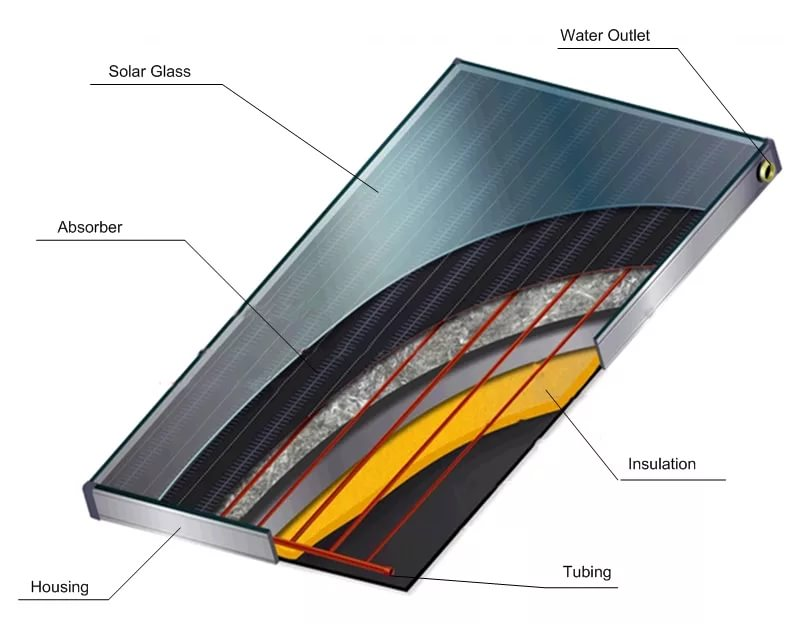 Water Outlet
Solar Glass
Absorber
Insulation
Tubing
Housing